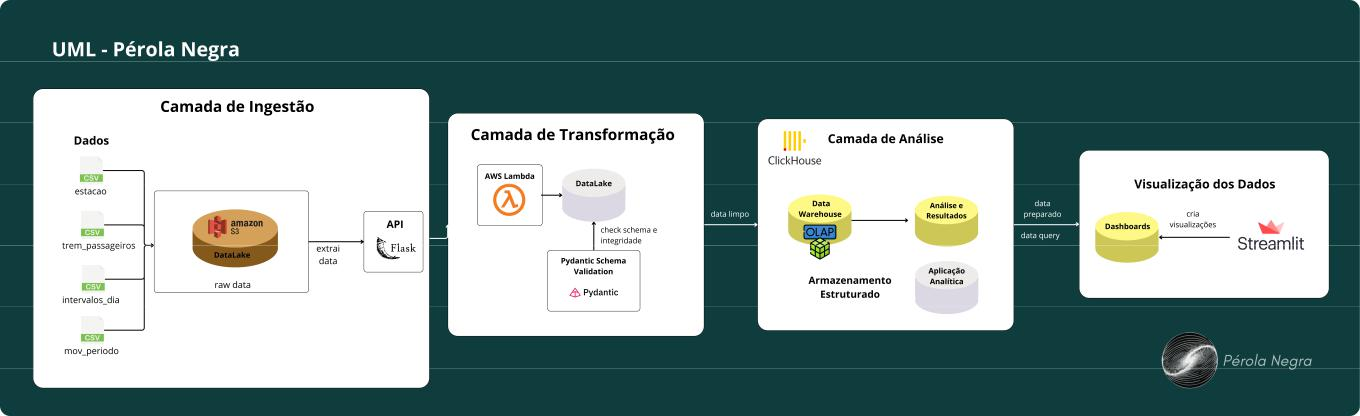 UML - Pérola Negra
Camada de Ingestão
Dados
CSV
estacao
CSV
trem_passageiros
CSV
intervalos_dia
CSV
mov_periodo
amazon
S3
DataLake
raw data
extrai
data
API
Flask
Camada de Transformação
AWS Lambda
DataLake
check schema e
integridade
Pydantic Schema
Validation
Pydantic
data limpo
ClickHouse
Camada de Análise
Data
Warehouse
OLAP
Análise e
Resultados
Armazenamento
Estruturado
Aplicação
Analítica
data
preparado
data query
Visualização dos Dados
Dashboards
cria
visualizações
Streamlit
Pérola Negra